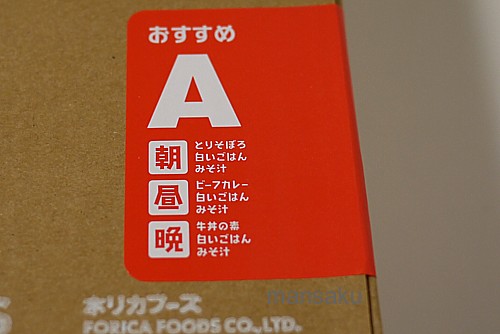 おすすめ
A
朝
とりそぼろ
白いごはん
みそ汁
昼
ビーフカレー
白いごはん
みそ汁
晩
牛丼の素
白いごはん
みそ汁
ホリカフーズ
FORICA FOODS CO.,LTD.
mansaku